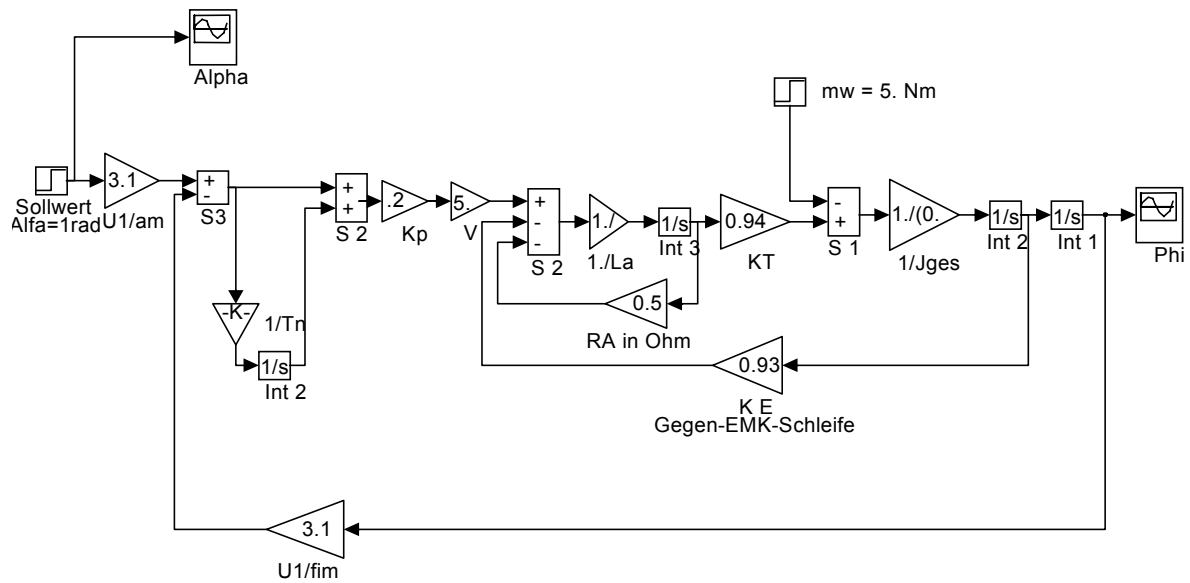 Alpha
mw = 5. Nm
3.1
Sollwert
Alfa=1rad
U1/am
+
-
S3
+
+
S 2
.2
Kp
5.
V
+
-
-
S 2
1./
1./La
1/s
Int 3
0.94
KT
-
+
S 1
1./(0.
1/Jges
1/s
Int 2
1/s
Int 1
Phi
-K-
1/Tn
1/s
Int 2
0.5
RA in Ohm
0.93
K E
Gegen-EMK-Schleife
3.1
U1/fim